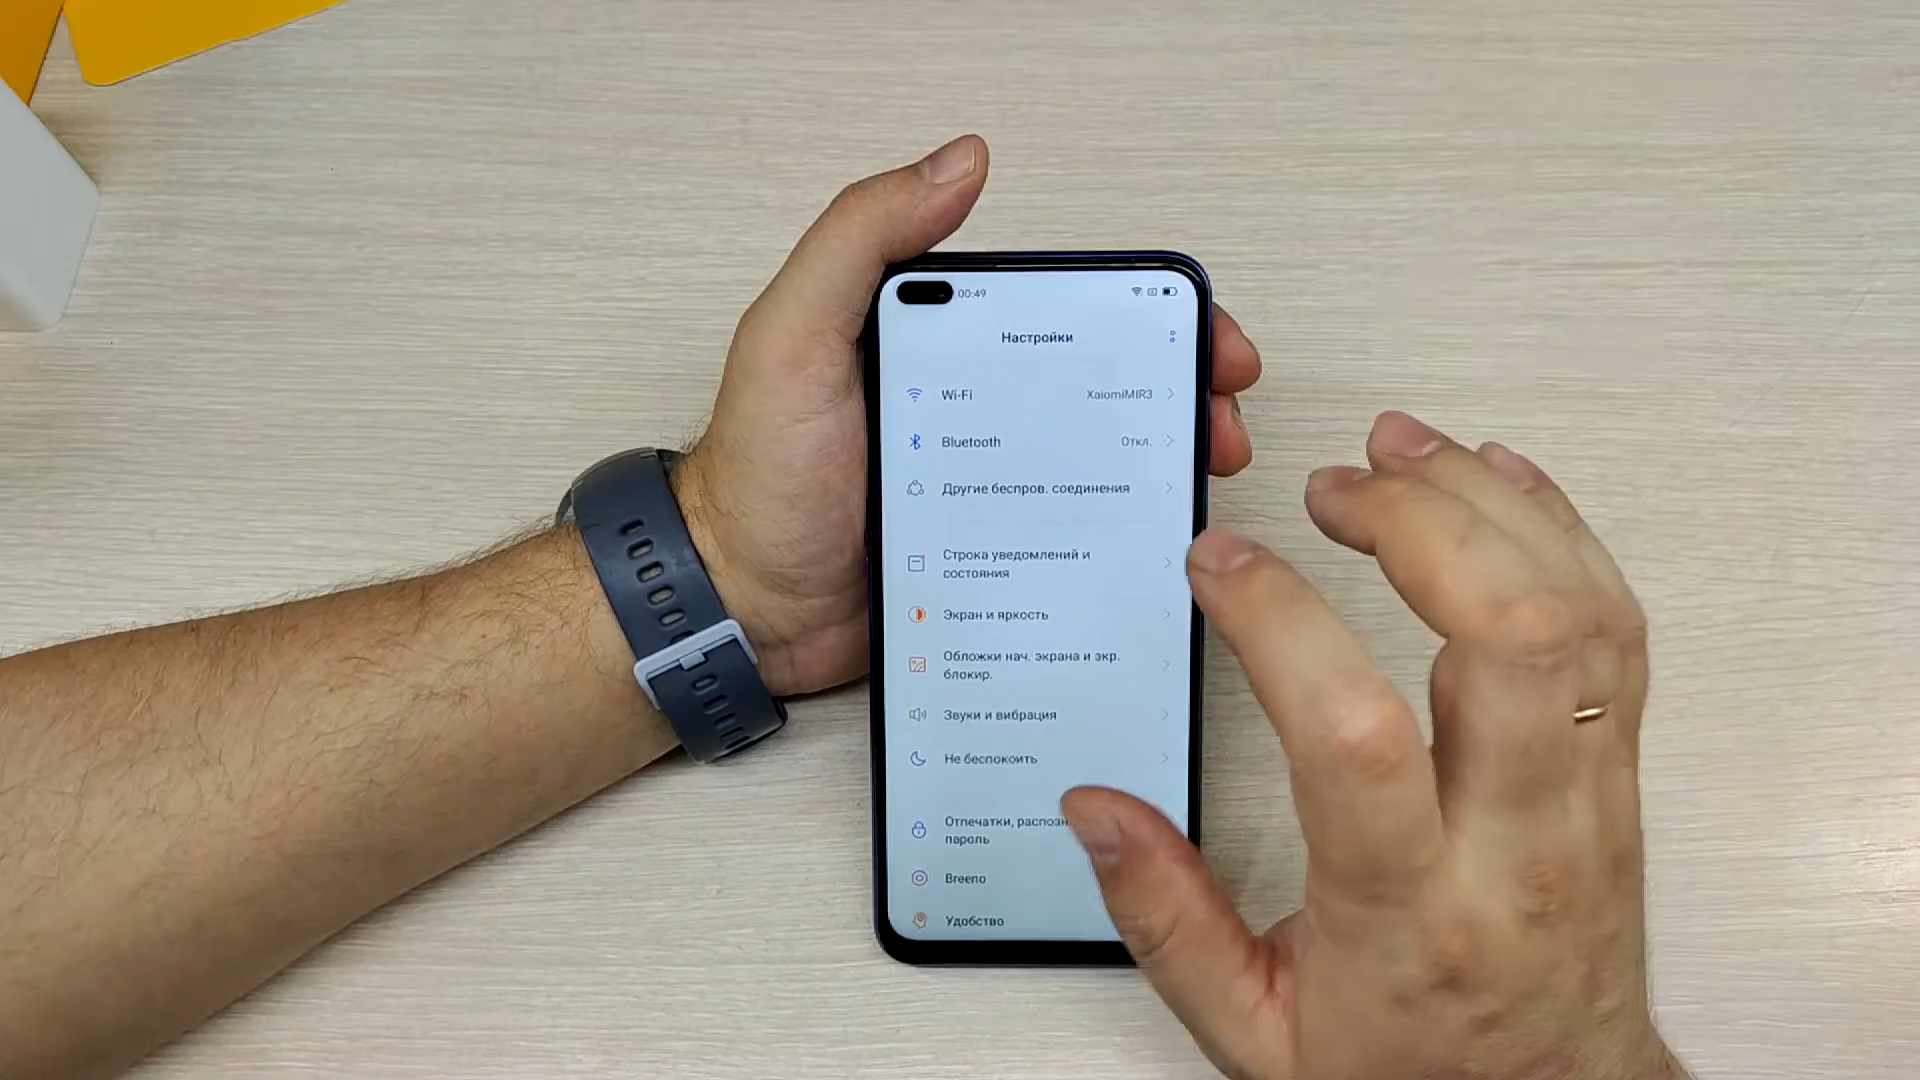 00:49
Настройки
Wi-Fi XaiomiMIR3
Bluetooth Откл.
Другие беспров. соединения
Строка уведомлений и
состояния
Экран и яркость
Обложки нач. экрана и экр.
блокир.
Звуки и вибрация
Не беспокоить
Отпечатки, распозн
пароль
Breeno
Удобство